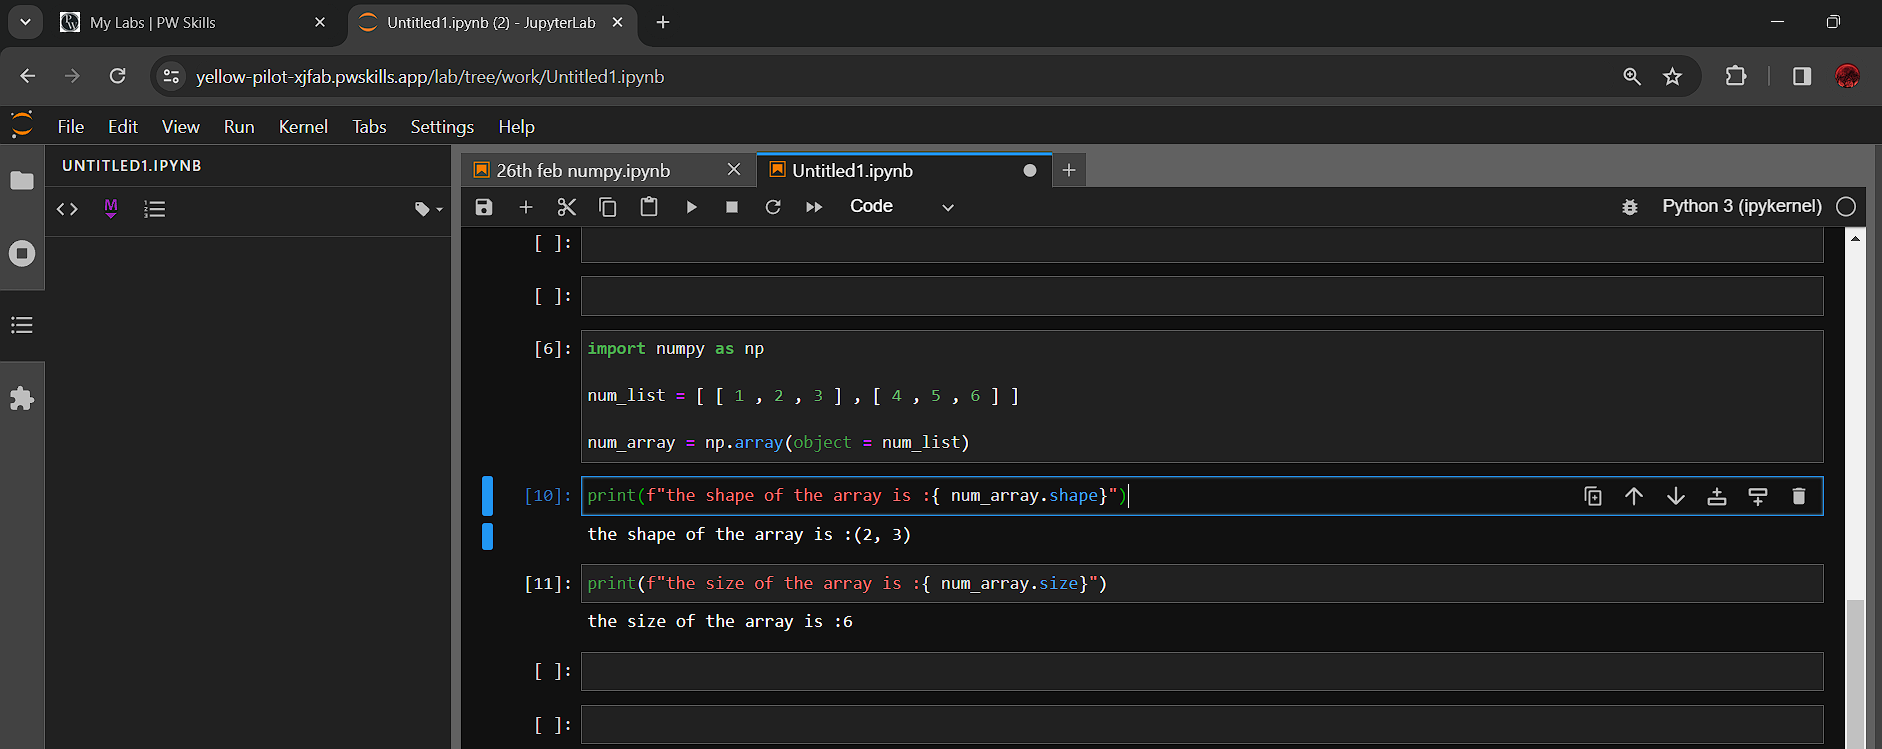 My Labs | PW Skills
Untitled1.ipynb (2) - JupyterLab
yellow-pilot-xjfab.pwskills.app/lab/tree/work/Untitled1.ipynb
File Edit View Run Kernel Tabs Settings Help
UNTITLED1.IPYNB
26th feb numpy.ipynb
Untitled1.ipynb
M
Code
Python 3 (ipykernel)
[ ]:
[ ]:
[6]: import numpy as np
num_list = [ [ 1 , 2 , 3 ] , [ 4 , 5 , 6 ] ]
num_array = np.array(object = num_list)
[10]: print(f"the shape of the array is :{ num_array.shape}")
the shape of the array is :(2, 3)
[11]: print(f"the size of the array is :{ num_array.size}")
the size of the array is :6
[ ]:
[ ]: